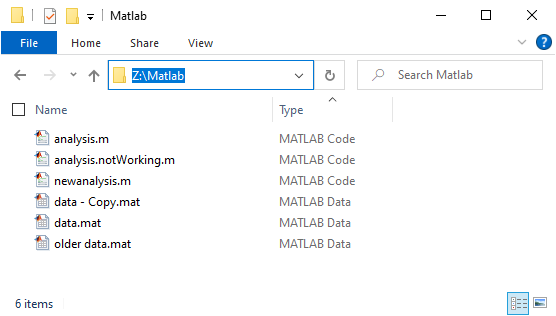 Matlab
File Home Share View
Z:\Matlab Search Matlab
Name Type
analysis.m MATLAB Code
analysis.notWorking.m MATLAB Code
newanalysis.m MATLAB Code
data - Copy.mat MATLAB Data
data.mat MATLAB Data
older data.mat MATLAB Data
6 items